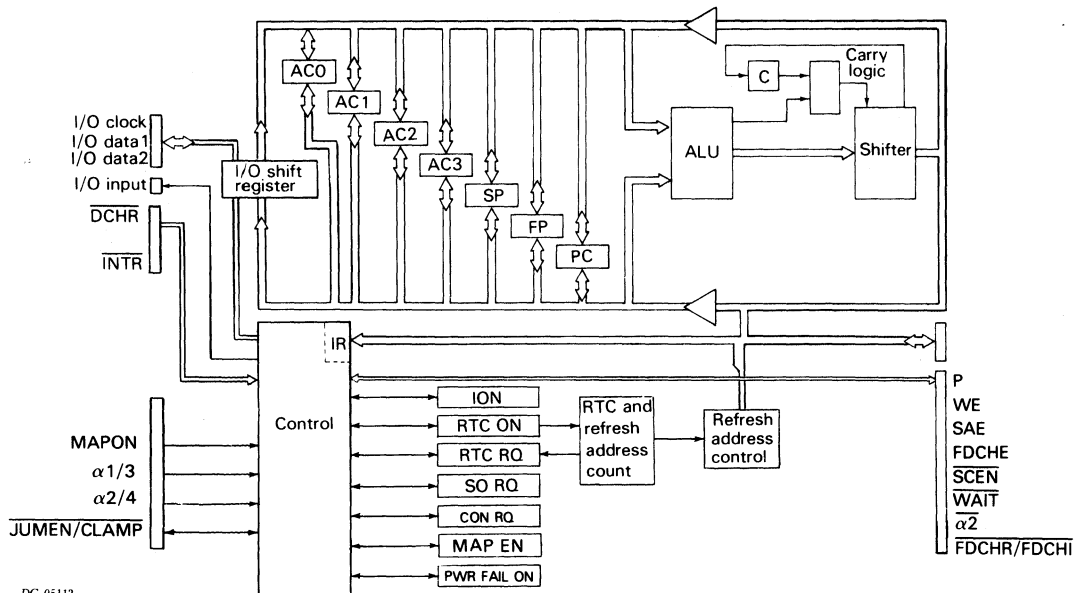 AC0
AC1
AC2
AC3
SP
FP
PC
C
Carry
logic
ALU
Shifter
I/O clock
I/O data1
I/O data2
I/O shift
register
I/O input
DCHR
INTR
IR
Control
MAPON
α1/3
α2/4
JUMEN/CLAMP
ION
RTC ON
RTC RQ
SO RQ
CON RQ
MAP EN
PWR FAIL ON
RTC and
refresh
address
count
Refresh
address
control
P
WE
SAE
FDCHE
SCEN
WAIT
α2
FDCHR/FDCHI